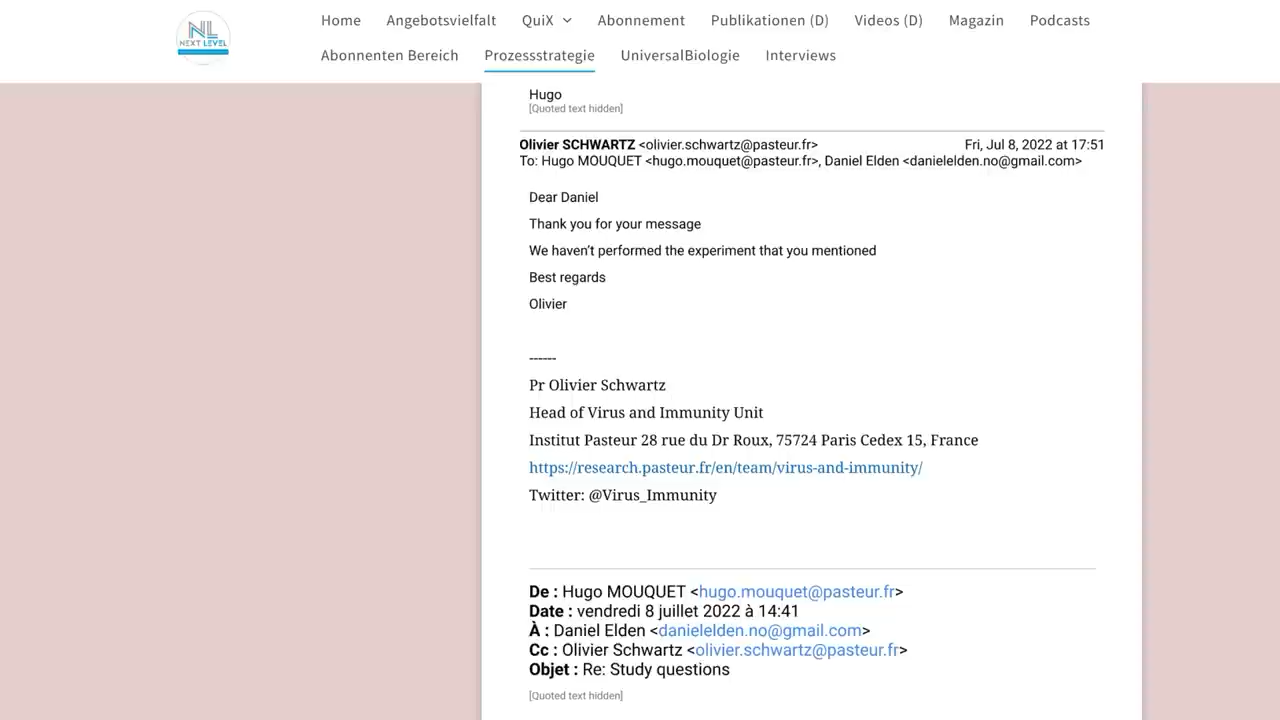 NL
NEXT LEVEL
Home Angebotsvielfalt QuiX Abonnement Publikationen (D) Videos (D) Magazin Podcasts
Abonnenten Bereich Prozessstrategie UniversalBiologie Interviews
Hugo
[Quoted text hidden]
Olivier SCHWARTZ <olivier.schwartz@pasteur.fr> Fri, Jul 8, 2022 at 17:51
To: Hugo MOUQUET <hugo.mouquet@pasteur.fr>, Daniel Elden <danielelden.no@gmail.com>
Dear Daniel
Thank you for your message
We haven't performed the experiment that you mentioned
Best regards
Olivier
------
Pr Olivier Schwartz
Head of Virus and Immunity Unit
Institut Pasteur 28 rue du Dr Roux, 75724 Paris Cedex 15, France
https://research.pasteur.fr/en/team/virus-and-immunity/
Twitter: @Virus_Immunity
De : Hugo MOUQUET <hugo.mouquet@pasteur.fr>
Date : vendredi 8 juillet 2022 à 14:41
À : Daniel Elden <danielelden.no@gmail.com>
Cc : Olivier Schwartz <olivier.schwartz@pasteur.fr>
Objet : Re: Study questions
[Quoted text hidden]